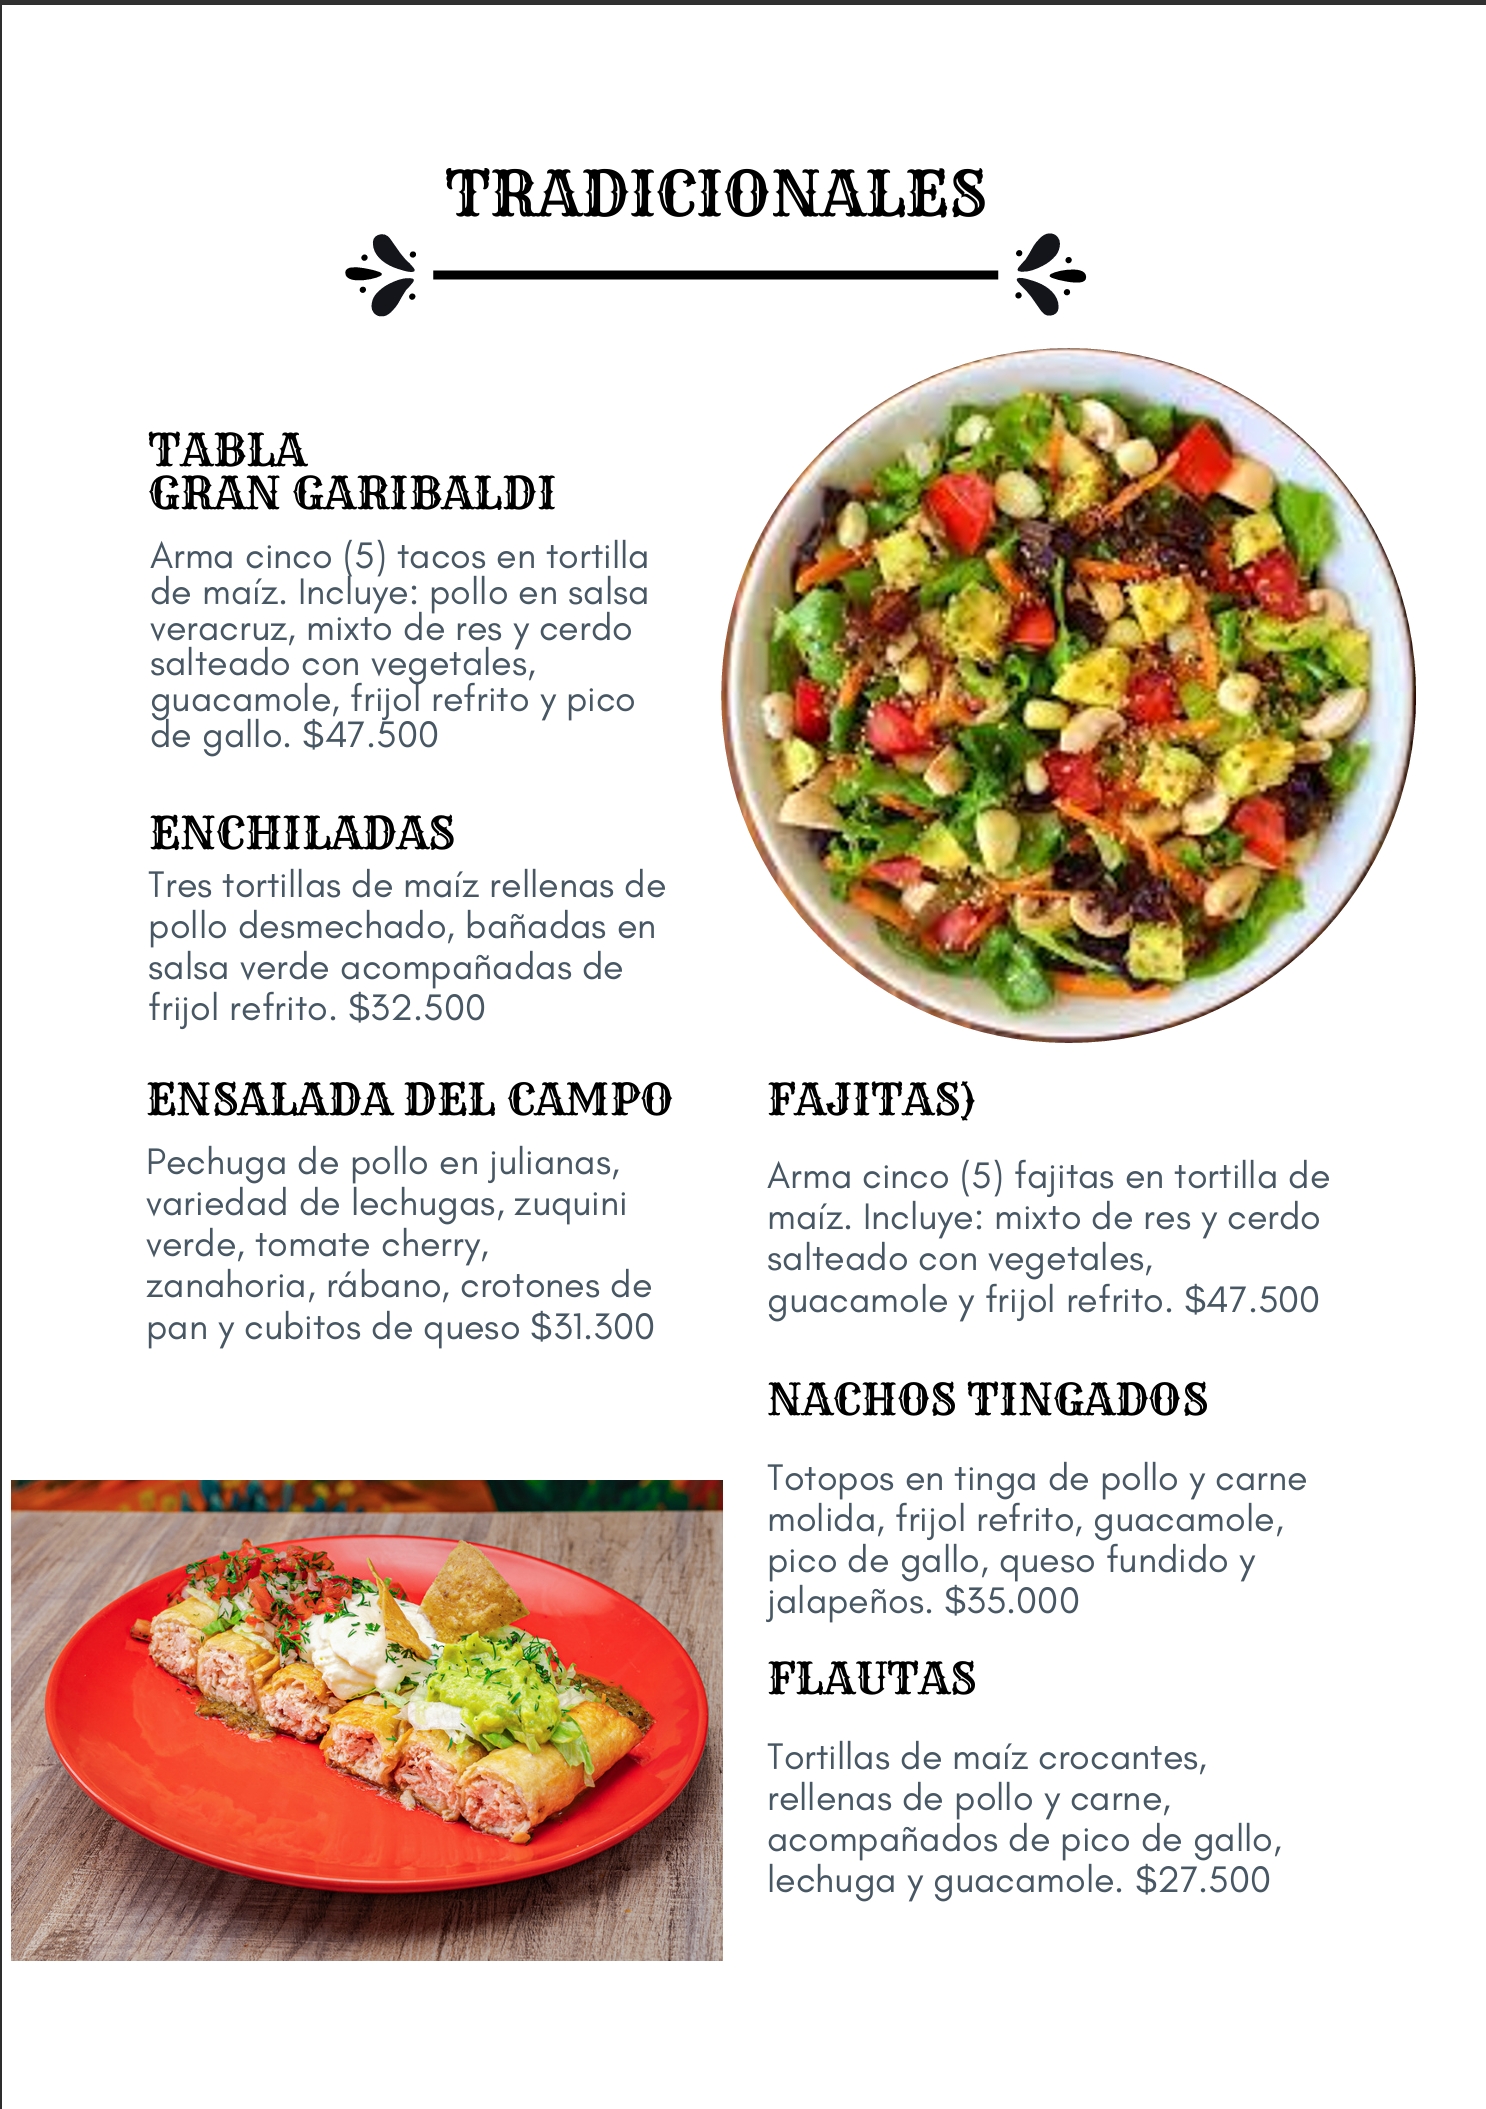 TRADICIONALES
TABLA
GRAN GARIBALDI
Arma cinco (5) tacos en tortilla
de maíz. Incluye: pollo en salsa
veracruz, mixto de res y cerdo
salteado con vegetales,
guacamole, frijol refrito y pico
de gallo. $47.500
ENCHILADAS
Tres tortillas de maíz rellenas de
pollo desmechado, bañadas en
salsa verde acompañadas de
frijol refrito. $32.500
ENSALADA DEL CAMPO
Pechuga de pollo en julianas,
variedad de lechugas, zuquini
verde, tomate cherry,
zanahoria, rábano, crotones de
pan y cubitos de queso $31.300
FAJITAS)
Arma cinco (5) fajitas en tortilla de
maíz. Incluye: mixto de res y cerdo
salteado con vegetales,
guacamole y frijol refrito. $47.500
NACHOS TINGADOS
Totopos en tinga de pollo y carne
molida, frijol refrito, guacamole,
pico de gallo, queso fundido y
jalapeños. $35.000
FLAUTAS
Tortillas de maíz crocantes,
rellenas de pollo y carne,
acompañados de pico de gallo,
lechuga y guacamole. $27.500